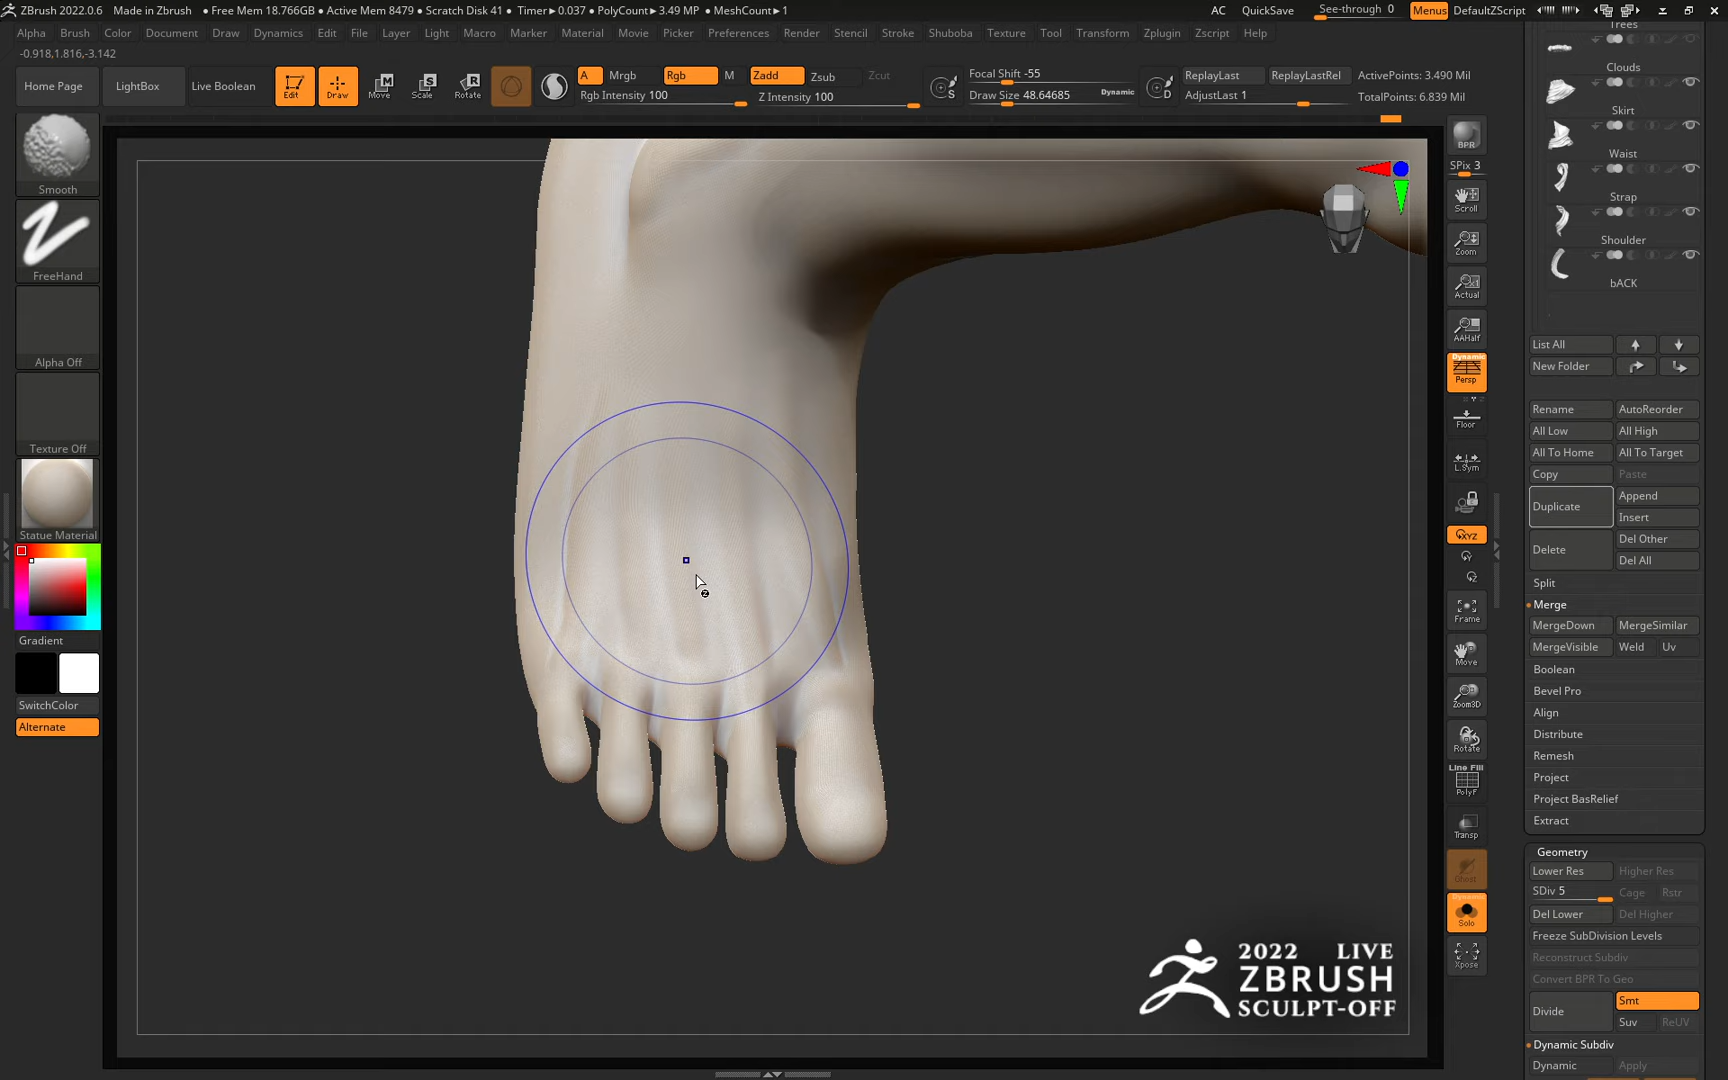 ZBrush 2022.0.6 Made in Zbrush • Free Mem 18.766GB • Active Mem 8479 • Scratch Disk 41 • Timer▸0.037 • PolyCount▸3.49 MP • MeshCount▸1 AC QuickSave See-through 0 Menus DefaultZScript
Alpha Brush Color Document Draw Dynamics Edit File Layer Light Macro Marker Material Movie Picker Preferences Render Stencil Stroke Shuboba Texture Tool Transform Zplugin Zscript Help
-0.918,1.816,-3.142
Home Page LightBox Live Boolean Edit Draw Move Scale Rotate A Mrgb Rgb M Zadd Zsub Zcut Focal Shift -55 ReplayLast ReplayLastRel ActivePoints: 3.490 Mil
Rgb Intensity 100 Z Intensity 100 S Draw Size 48.64685 Dynamic D AdjustLast 1 TotalPoints: 6.839 Mil
Smooth
FreeHand
Alpha Off
Texture Off
Statue Material
Gradient
SwitchColor
Alternate
BPR
SPix 3
Scroll
Zoom
Actual
AAHalf
Dynamic
Persp
Floor
L.Sym
XYZ
Y
Z
Frame
Move
Zoom3D
Rotate
Line Fill
PolyF
Transp
Ghost
Dynamic
Solo
Xpose
Trees
Clouds
Skirt
Waist
Strap
Shoulder
bACK
List All
New Folder
Rename AutoReorder
All Low All High
All To Home All To Target
Copy Paste
Duplicate Append
Insert
Delete Del Other
Del All
Split
Merge
MergeDown MergeSimilar
MergeVisible Weld Uv
Boolean
Bevel Pro
Align
Distribute
Remesh
Project
Project BasRelief
Extract
Geometry
Lower Res Higher Res
SDiv 5 Cage Rstr
Del Lower Del Higher
Freeze SubDivision Levels
Reconstruct Subdiv
Convert BPR To Geo
Divide Smt
Suv ReUV
Dynamic Subdiv
Dynamic Apply
2022 LIVE
ZBRUSH
SCULPT-OFF